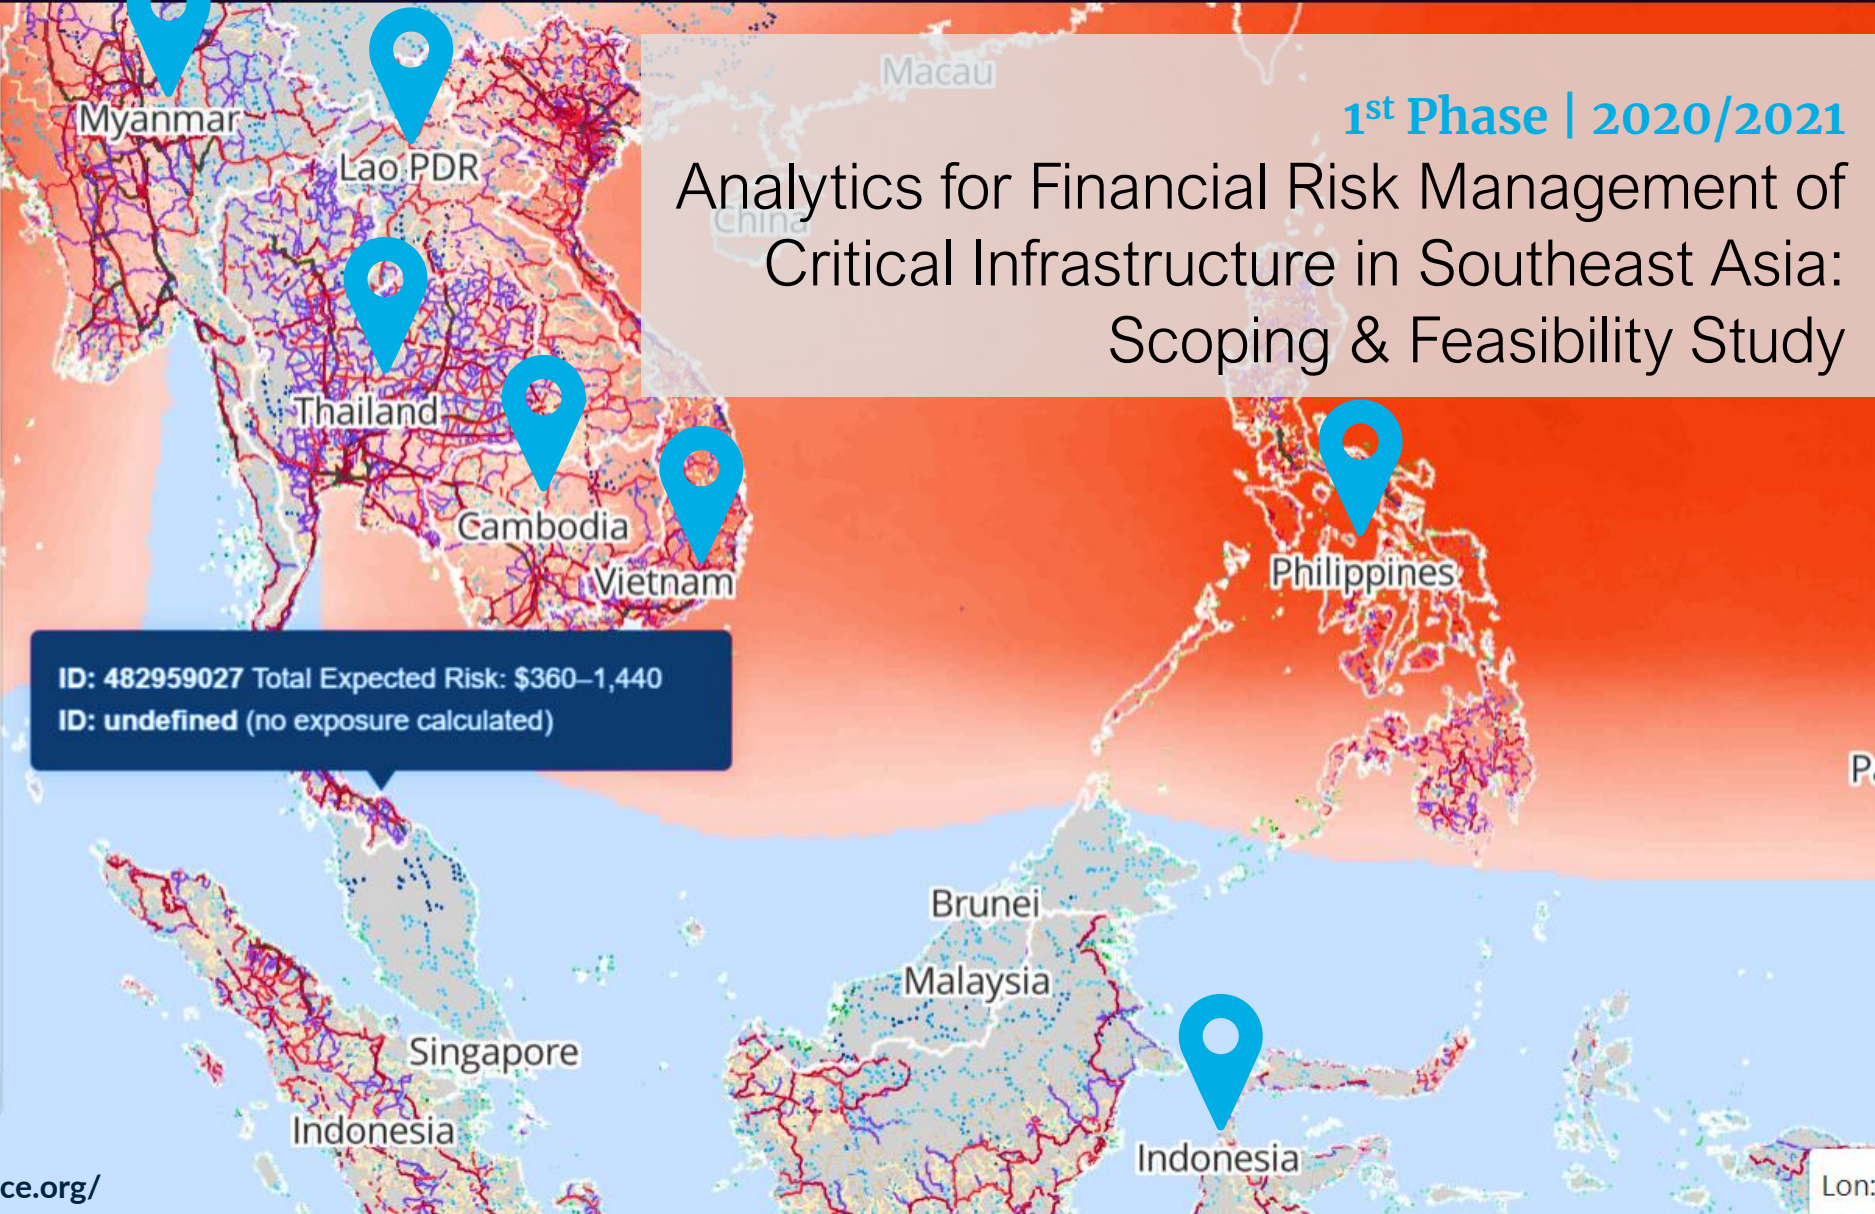 Macau
1st Phase | 2020/2021
Analytics for Financial Risk Management of
China
Critical Infrastructure in Southeast Asia:
Scoping & Feasibility Study
Myanmar
Lao PDR
Thailand
Cambodia
Vietnam
Philippines
ID: 482959027 Total Expected Risk: $360–1,440
ID: undefined (no exposure calculated)
Brunei
Malaysia
Singapore
Indonesia
Indonesia
ce.org/
Lon: